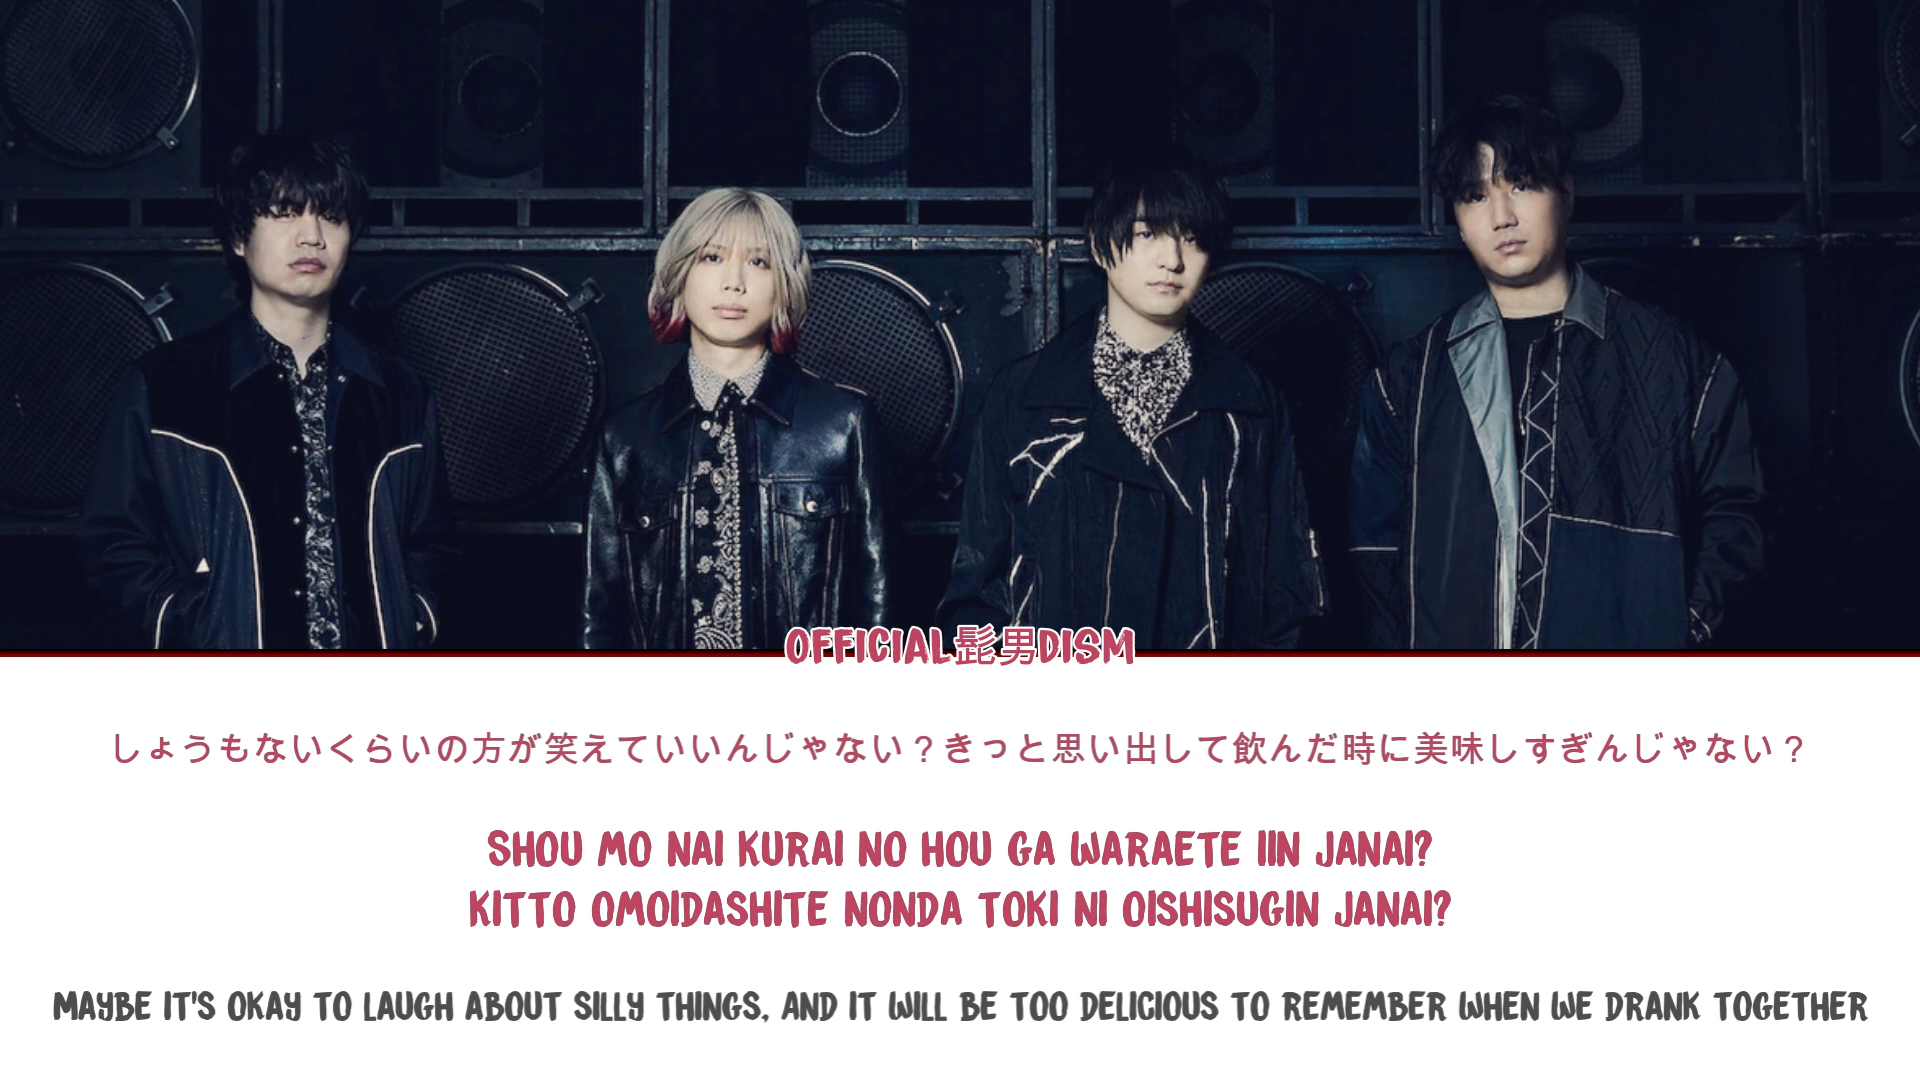 OFFICIAL髭男DISM
しょうもないくらいの方が笑えていいんじゃない？きっと思い出して飲んだ時に美味しすぎんじゃない？
SHOU MO NAI KURAI NO HOU GA WARAETE IIN JANAI?
KITTO OMOIDASHITE NONDA TOKI NI OISHISUGIN JANAI?
MAYBE IT'S OKAY TO LAUGH ABOUT SILLY THINGS, AND IT WILL BE TOO DELICIOUS TO REMEMBER WHEN WE DRANK TOGETHER